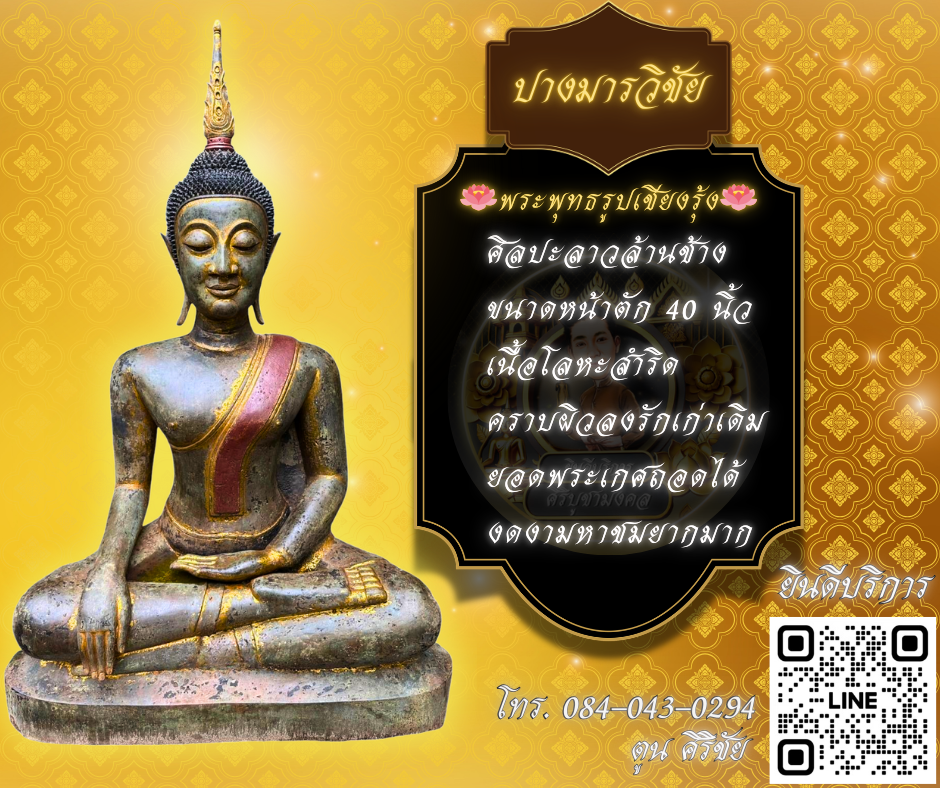 ปางมารวิชัย
พระพุทธรูปเชียงรุ้ง
ศิลปะลาวล้านช้าง
ขนาดหน้าตัก 40 นิ้ว
เนื้อโลหะสำริด
คราบผิวลงรักเก่าเดิม
ยอดพระเกศถอดได้
งดงามหาชมยากมาก
ยินดีบริการ
LINE
โทร. 084-043-0294
ตูน ศิริชัย